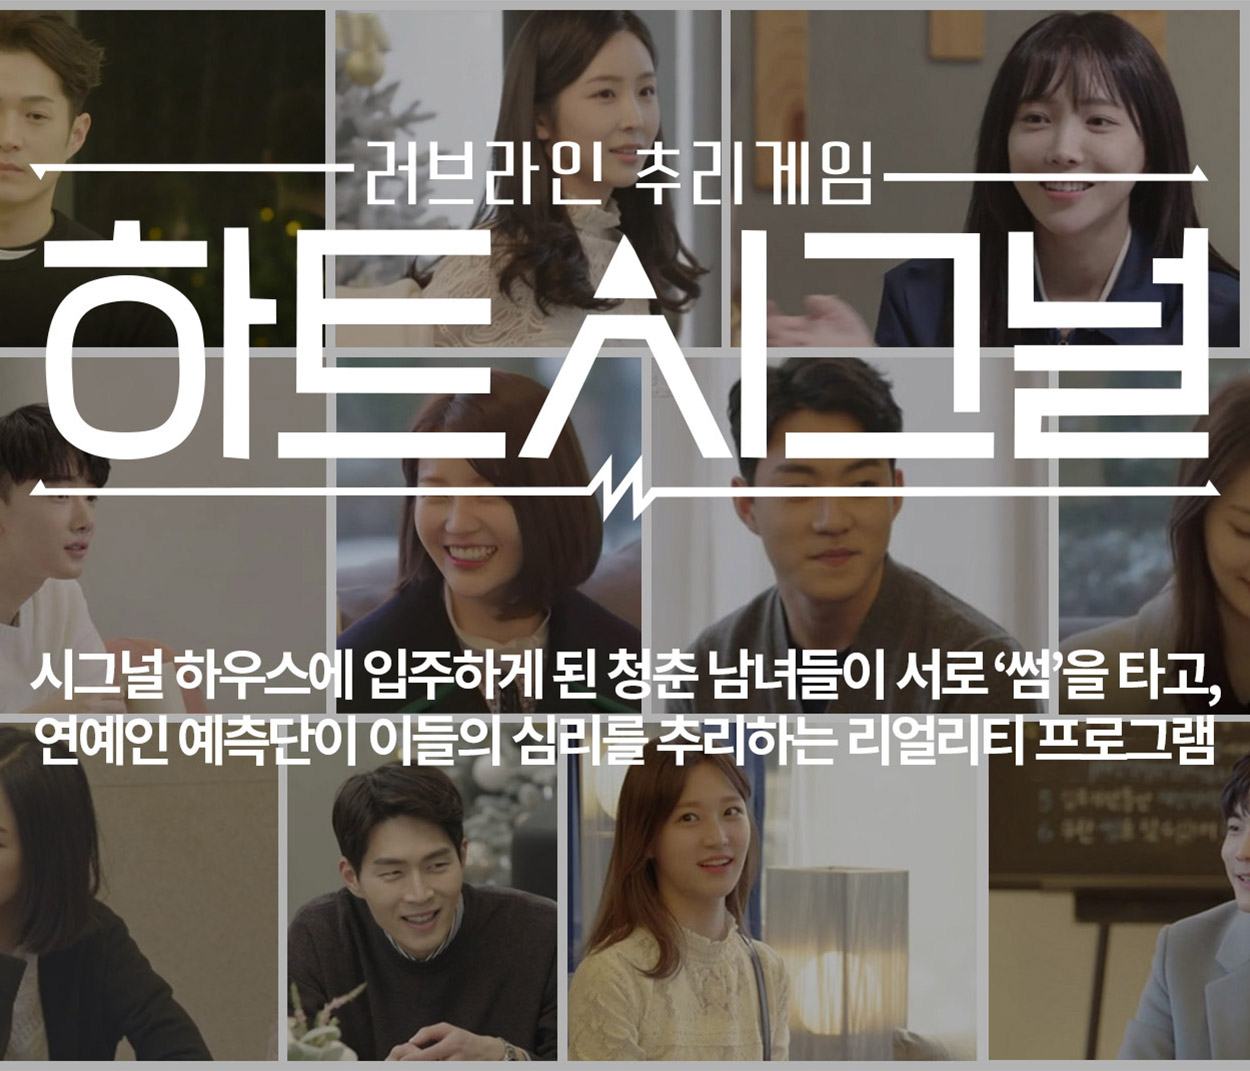 러브라인 추리게임
하트시그널
시그널 하우스에 입주하게 된 청춘 남녀들이 서로 ‘썸’을 타고,
연예인 예측단이 이들의 심리를 추리하는 리얼리티 프로그램